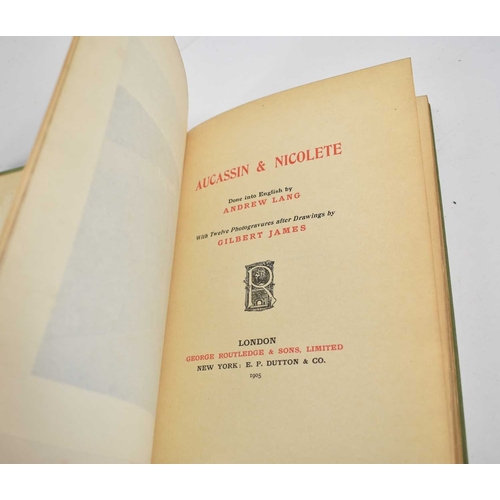 AUCASSIN & NICOLETE
Done into English by
ANDREW LANG
With Twelve Photogravures after Drawings by
GILBERT JAMES
R
LONDON
GEORGE ROUTLEDGE & SONS, LIMITED
NEW YORK: E. P. DUTTON & CO.
1905